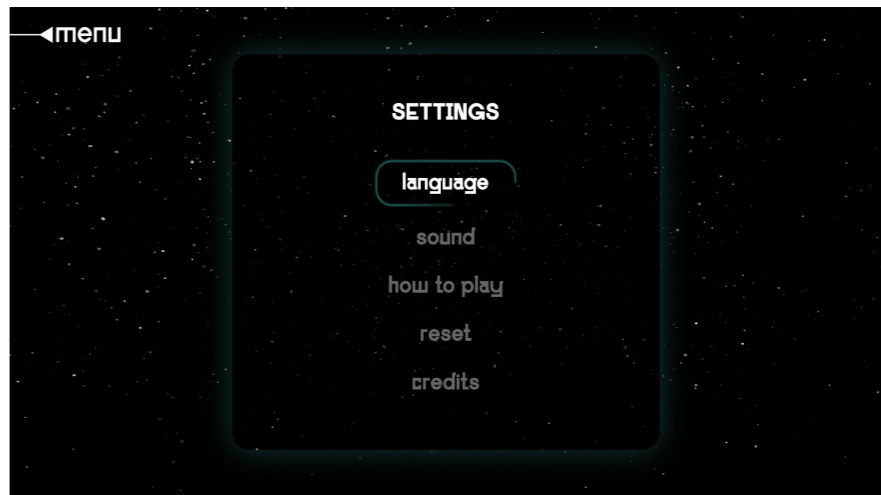 menu
SETTINGS
language
sound
how to play
reset
credits